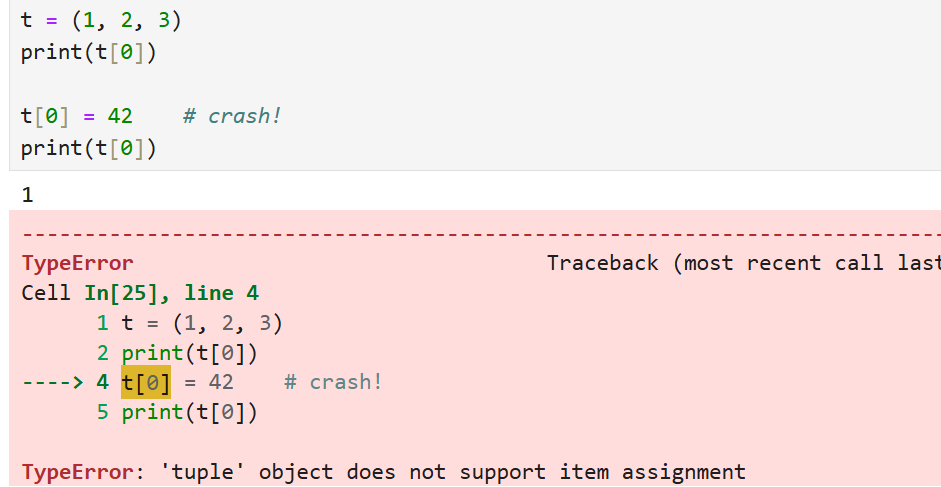 t = (1, 2, 3)
print(t[0])
t[0] = 42    # crash!
print(t[0])
1
---------------------------------------------------------------------------
TypeError                                 Traceback (most recent call last
Cell In[25], line 4
      1 t = (1, 2, 3)
      2 print(t[0])
----> 4 t[0] = 42    # crash!
      5 print(t[0])
TypeError: 'tuple' object does not support item assignment